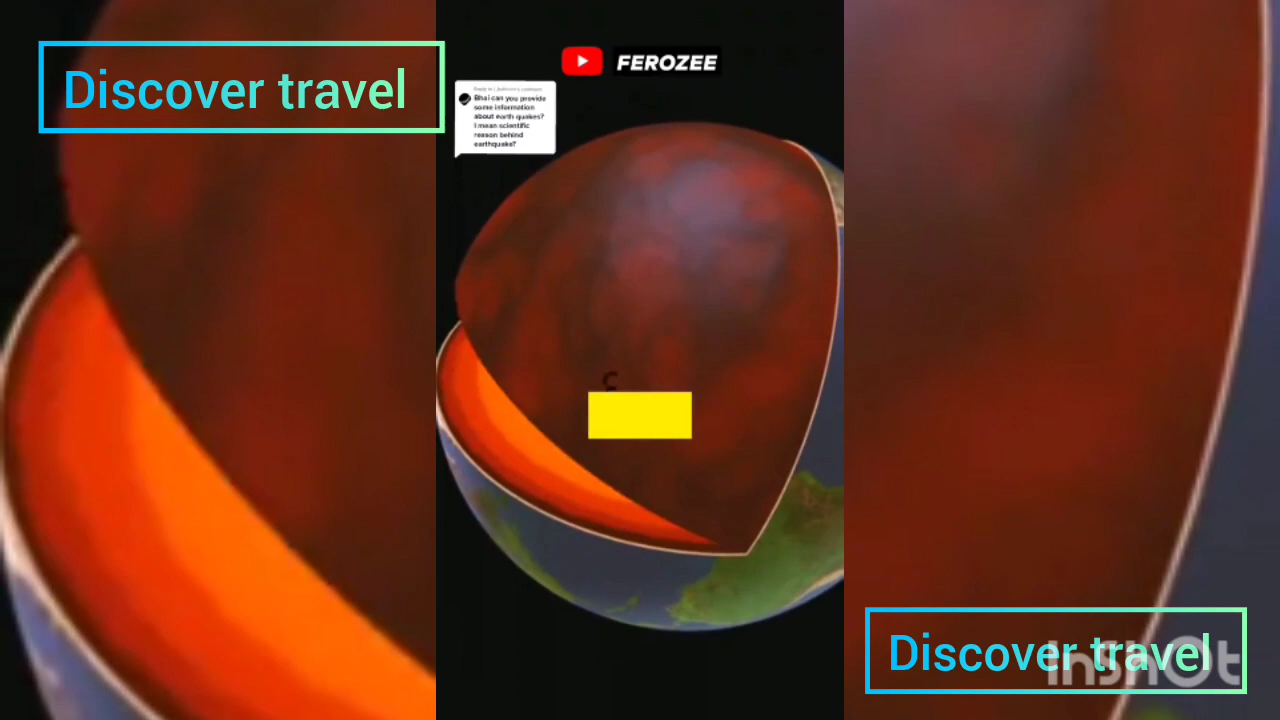 Discover travel
FEROZEE
Bhai can you provide
some information
about earth quakes?
I mean scientific
reason behind
earthquake?
Discover travel
InShOt